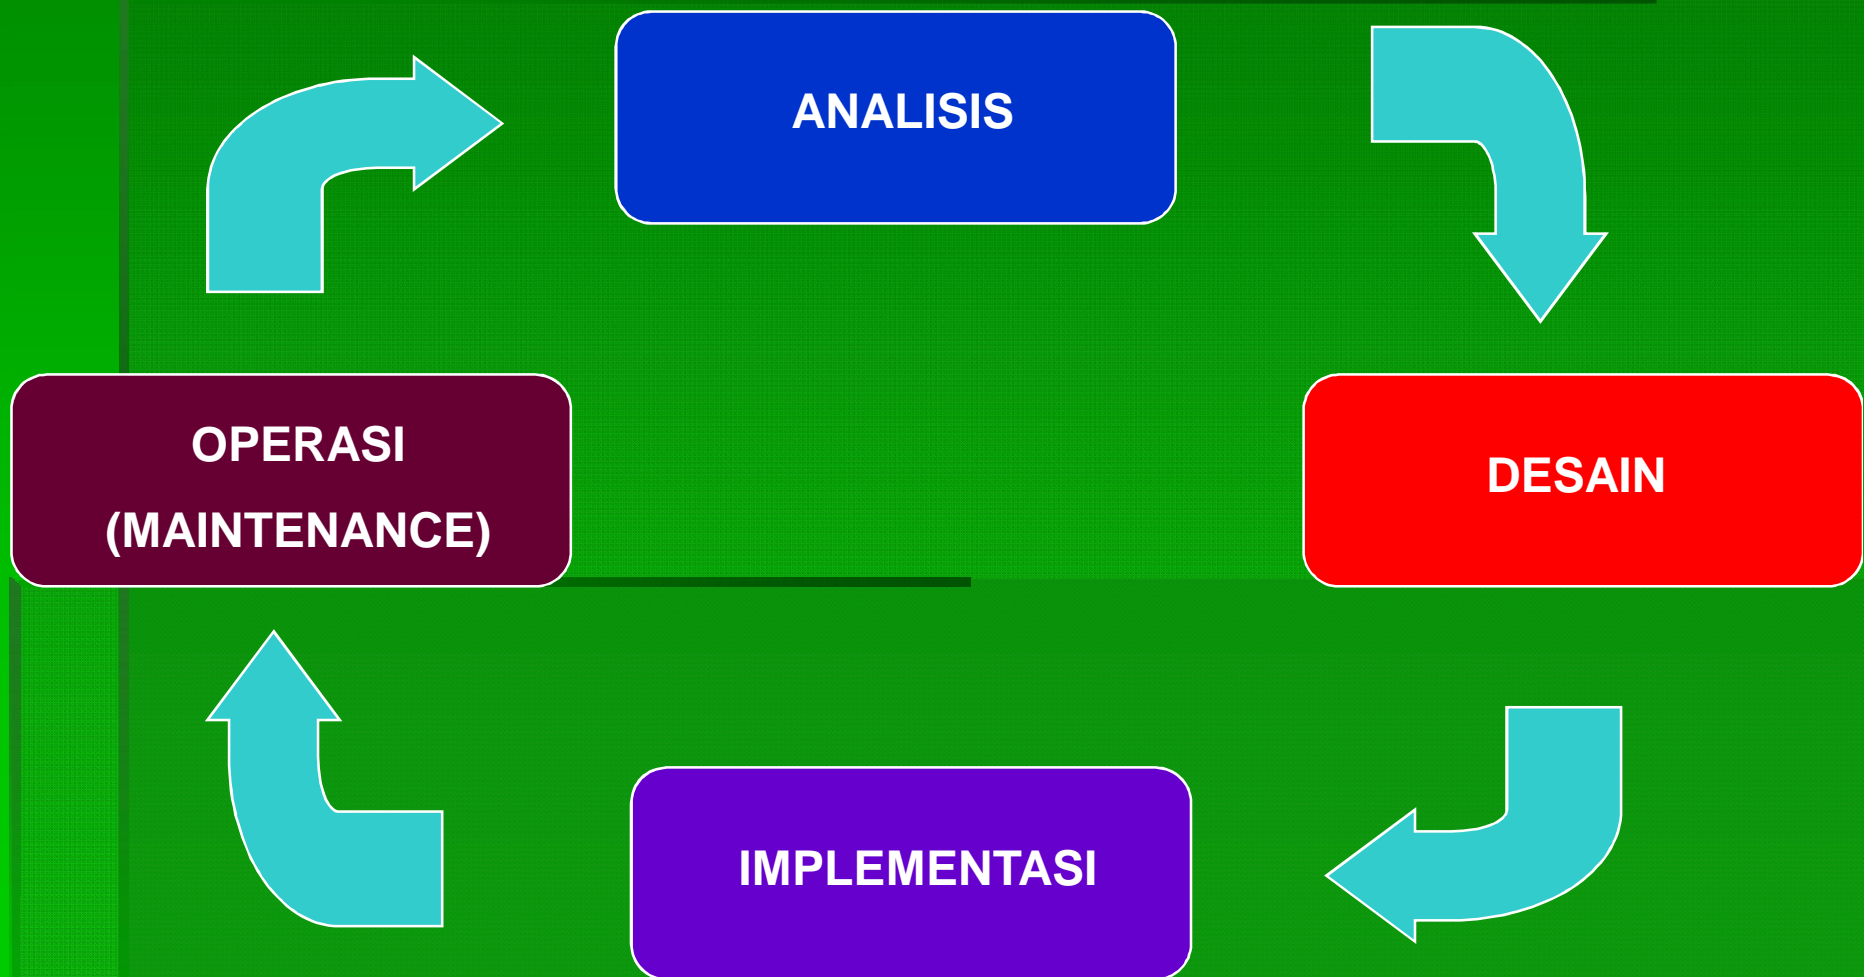 ANALISIS
OPERASI
(MAINTENANCE)
DESAIN
IMPLEMENTASI